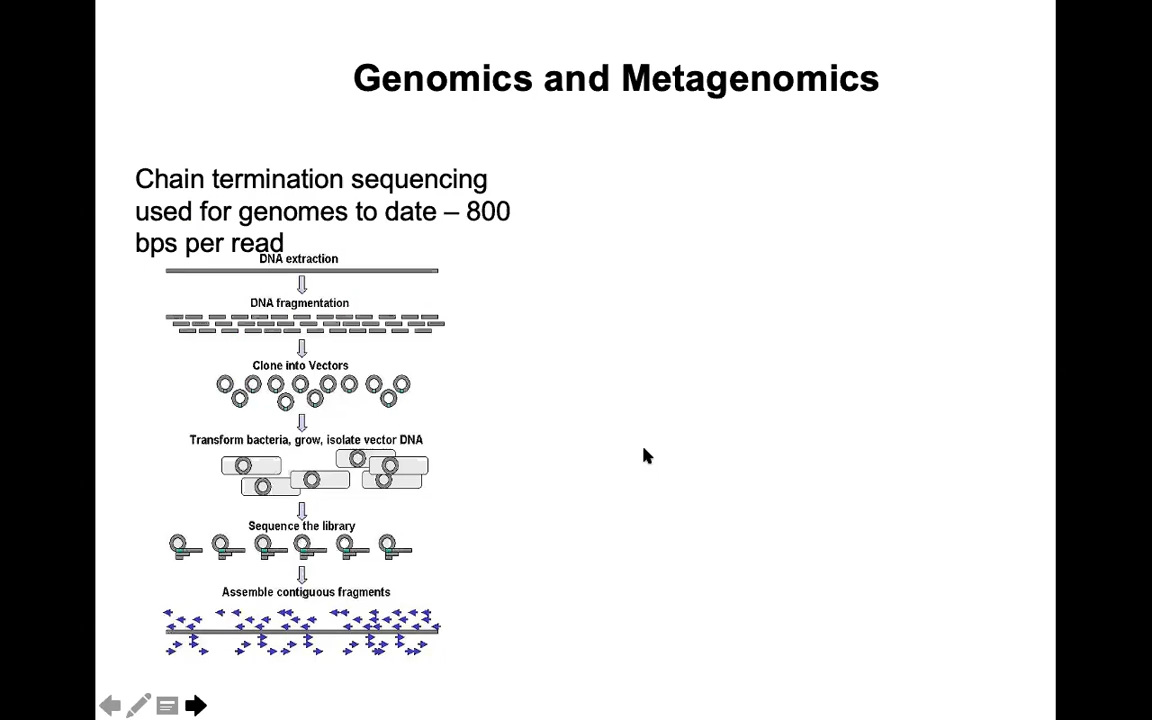 Genomics and Metagenomics
Chain termination sequencing
used for genomes to date – 800
bps per read
DNA extraction
DNA fragmentation
Clone into Vectors
Transform bacteria, grow, isolate vector DNA
Sequence the library
Assemble contiguous fragments